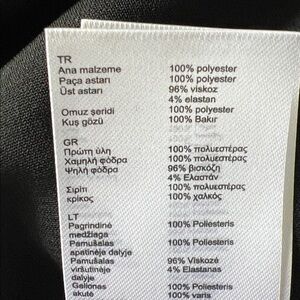 TR
Ana malzeme 100% polyester
Paça astarı 100% polyester
Üst astarı 96% viskoz
4% elastan
Omuz şeridi 100% polyester
Kuş gözü 100% Bakır
GR
Πρώτη ύλη 100% πολυεστέρας
Χαμηλή φόδρα 100% πολυεστέρας
Ψηλή φόδρα 96% βισκόζη
4% Ελαστάν
Σιρίτι 100% πολυεστέρας
κρίκος 100% χαλκός
LT
Pagrindinė 100% Poliesteris
medžiaga
Pamušalas 100% Poliesteris
apatinėje dalyje
Pamušalas 96% Viskozė
viršutinėje 4% Elastanas
dalyje
Galionas 100% Poliesteris
akutė 100% varis